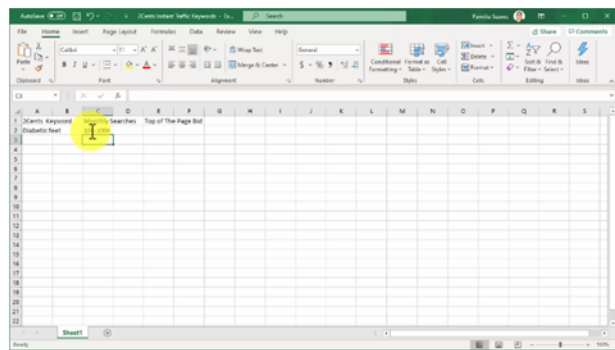 AutoSave 2Cents Instant Traffic Keywords - Search
File Home Insert Page Layout Formulas Data Review View Help Share Comments
Calibri 11 A A Wrap Text General Insert
Paste B I U Merge & Center $ % 9 Conditional Format as Cell Delete Sort & Find & Ideas
Formatting Table Styles Format Filter Select
Clipboard Font Alignment Number Styles Cells Editing Ideas
C3 fx
A B C D E F G H I J K L M N O P Q R S
1 2Cents Keyword Monthly Searches Top of The Page Bid
2 Diabetic feet
3
4
5
6
7
8
9
10
11
12
13
14
15
16
17
18
19
20
21
22
Sheet1
Ready 100%